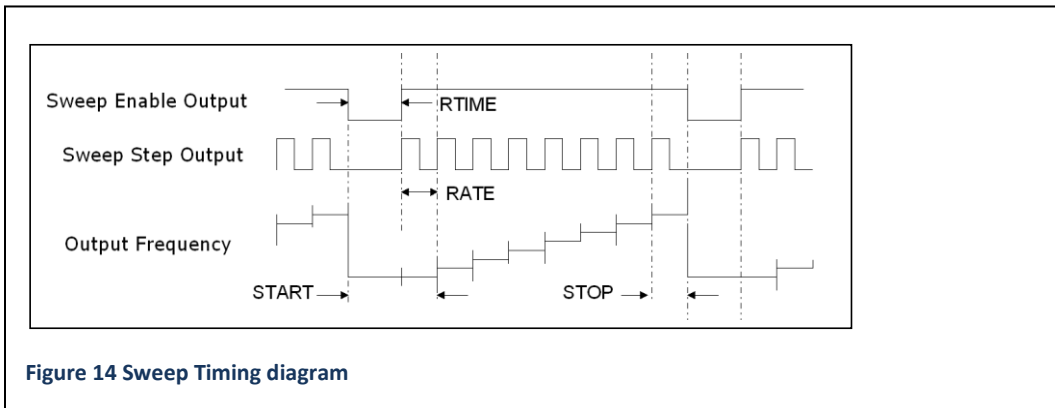 Sweep Enable Output
RTIME
Sweep Step Output
RATE
Output Frequency
START
STOP
Figure 14 Sweep Timing diagram